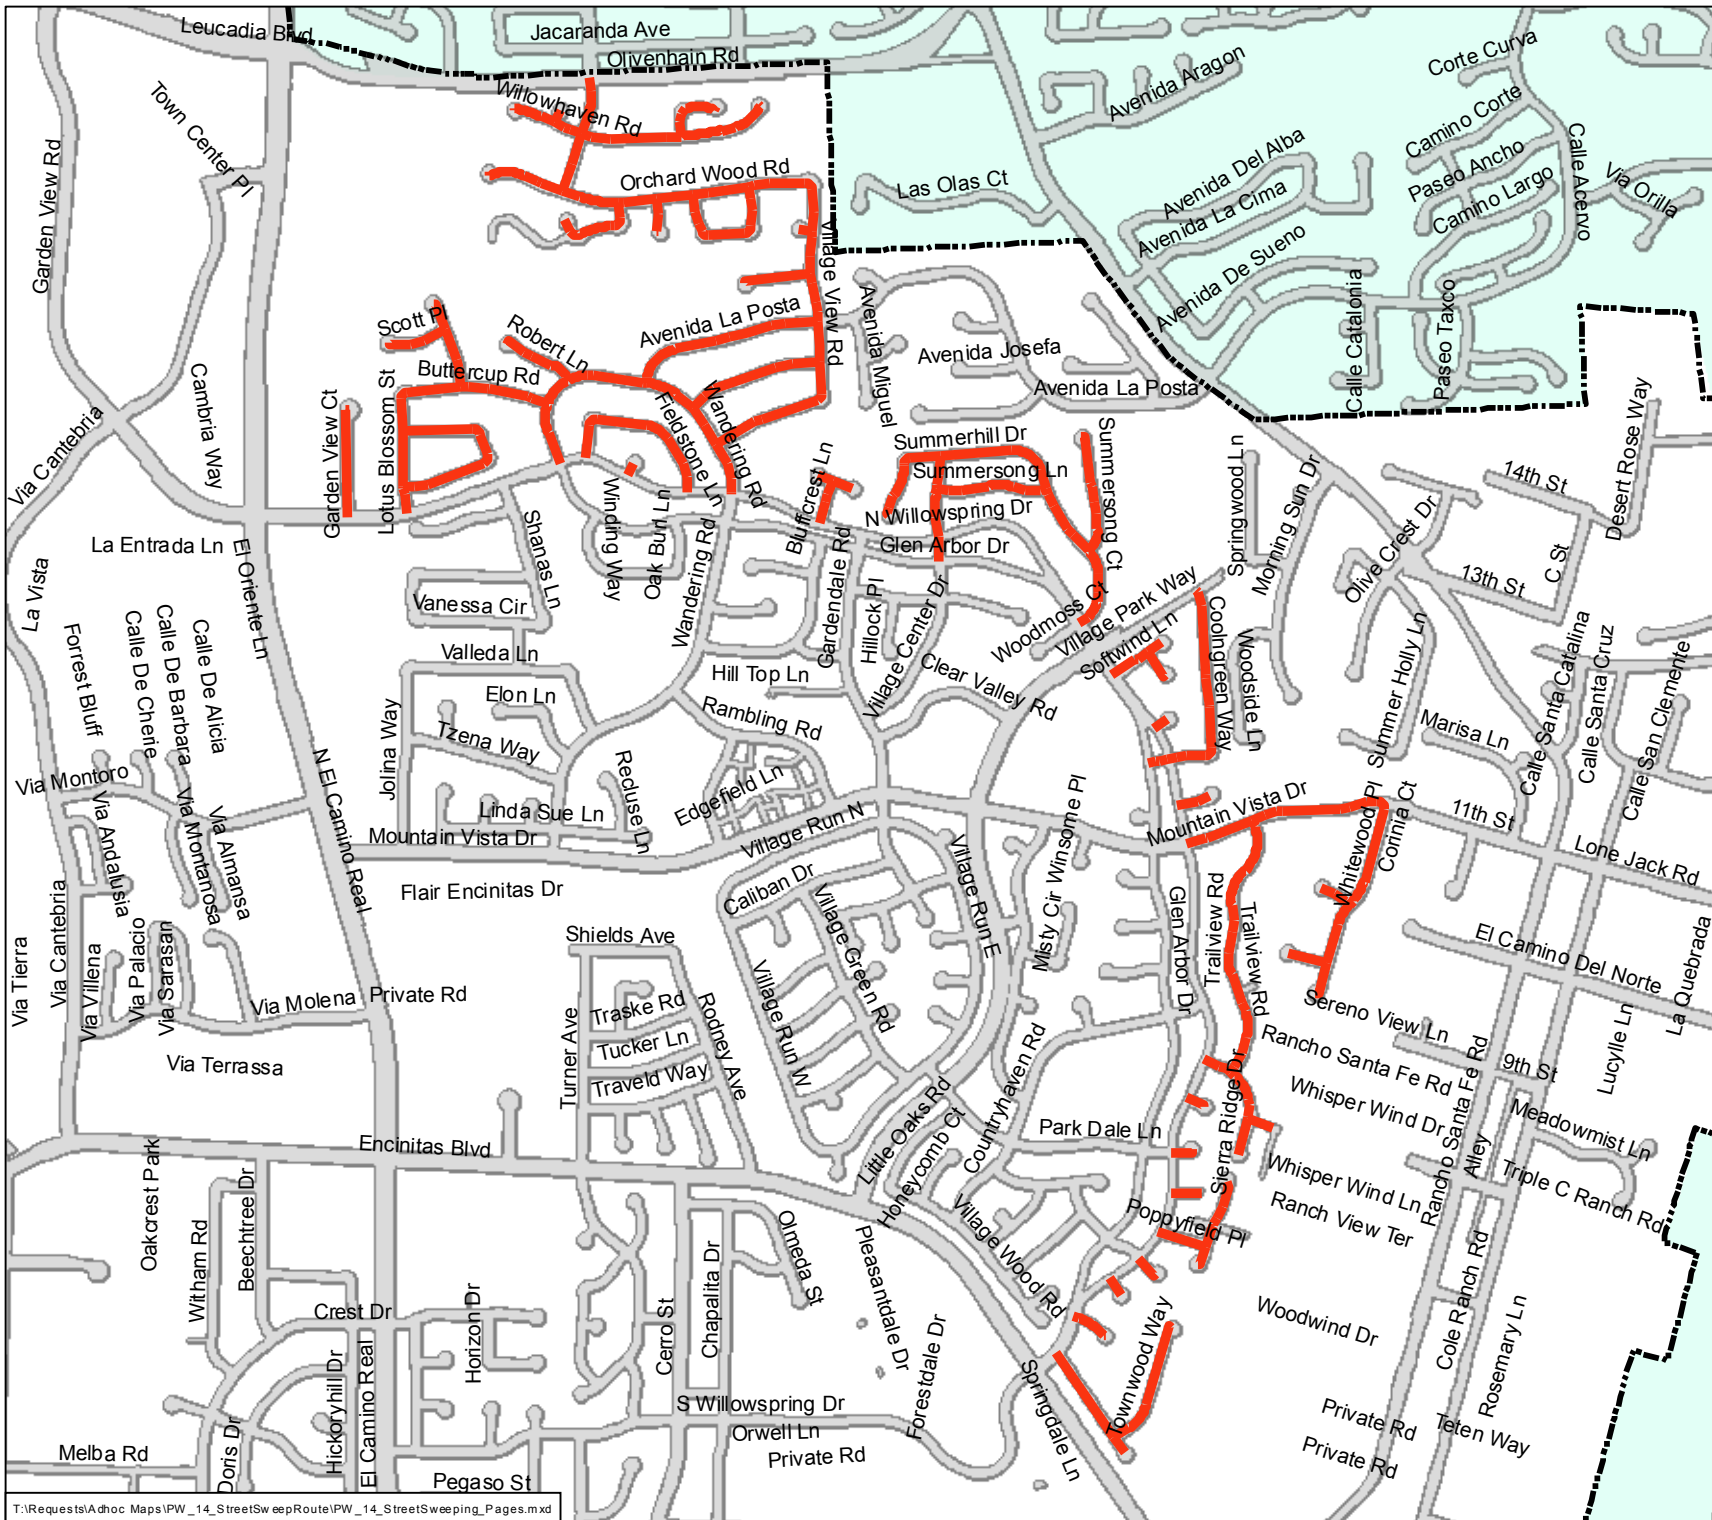 Leucadia Blvd
Jacaranda Ave
Olivenhain Rd
Corte Curva
Avenida Aragon
Willowhaven Rd
Town Center Pl
Garden View Rd
Camino Corte
Calle Acervo
Paseo Ancho
Camino Largo
Via Orilla
Avenida Del Alba
Avenida La Cima
Avenida De Sueno
Las Olas Ct
Orchard Wood Rd
Village View Rd
Calle Catalonia
Paseo Taxco
Avenida La Posta
Avenida Miguel
Avenida Josefa
Avenida La Posta
Scott Pl
Robert Ln
Buttercup Rd
Cambria Way
Garden View Ct
Lotus Blossom St
Fieldstone Ln
Wandering Rd
Via Cantebria
Desert Rose Way
Summerhill Dr
Summersong Ln
Summersong Ct
N Willowspring Dr
Glen Arbor Dr
Bluffcrest Ln
Springwood Ln
Morning Sun Dr
14th St
Olive Crest Dr
C St
13th St
La Entrada Ln
El Oriente Ln
La Vista
Shanas Ln
Winding Way
Oak Burl Ln
Wandering Rd
Gardendale Rd
Hillock Pl
Village Center Dr
Woodmoss Ct
Village Park Way
Softwind Ln
Coolngreen Way
Woodside Ln
Vanessa Cir
Valleda Ln
Hill Top Ln
Clear Valley Rd
Forrest Bluff
Calle De Cherie
Calle De Barbara
Calle De Alicia
Elon Ln
Tzena Way
Jolina Way
Rambling Rd
Summer Holly Ln
Marisa Ln
Calle Santa Catalina
Calle Santa Cruz
Calle San Clemente
Via Montoro
Via Andalusia
Via Montanosa
Via Almansa
N El Camino Real
Linda Sue Ln
Recluse Ln
Edgefield Ln
Mountain Vista Dr
Village Run N
Mountain Vista Dr
Whitewood Pl
Corinia Ct
11th St
Lone Jack Rd
Flair Encinitas Dr
Caliban Dr
Village Green Rd
Village Run E
Misty Cir
Winsome Pl
Glen Arbor Dr
Trailview Rd
Trailview Rd
El Camino Del Norte
La Quebrada
Via Tierra
Via Cantebria
Via Villena
Via Palacio
Via Sarasan
Shields Ave
Via Molena
Private Rd
Traske Rd
Tucker Ln
Traveld Way
Turner Ave
Rodney Ave
Village Run W
Sereno View Ln
Rancho Santa Fe Rd
Whisper Wind Dr
9th St
Lucylle Ln
Meadowmist Ln
Via Terrassa
Countryhaven Rd
Little Oaks Rd
Honeycomb Ct
Park Dale Ln
Sierra Ridge Dr
Whisper Wind Ln
Ranch View Ter
Rancho Santa Fe Rd
Alley
Triple C Ranch Rd
Encinitas Blvd
Oakcrest Park
Witham Rd
Beechtree Dr
Poppyfield Pl
Village Wood Rd
Pleasantdale Dr
Olmeda St
Chapalita Dr
Cerro St
Crest Dr
Horizon Dr
Hickoryhill Dr
El Camino Real
Woodwind Dr
Cole Ranch Rd
Rosemary Ln
Townwood Way
Springdale Ln
Forestdale Dr
S Willowspring Dr
Orwell Ln
Private Rd
Private Rd
Private Rd
Teten Way
Melba Rd
Doris Dr
Pegaso St
T:\Requests\Adhoc Maps\PW_14_StreetSweepRoute\PW_14_StreetSweeping_Pages.mxd